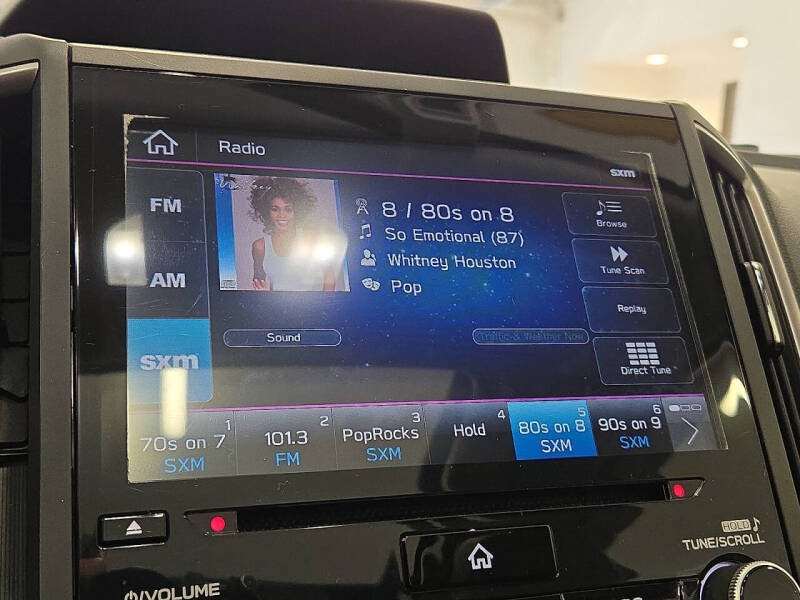 Radio
sxm
FM
AM
sxm
Whitney
8 / 80s on 8
So Emotional (87)
Whitney Houston
Pop
Browse
Tune Scan
Replay
Direct Tune
Sound
Traffic & Weather Now
1
70s on 7
SXM
2
101.3
FM
3
PopRocks
SXM
4
Hold
5
80s on 8
SXM
6
90s on 9
SXM
HOLD
TUNE/SCROLL
/VOLUME